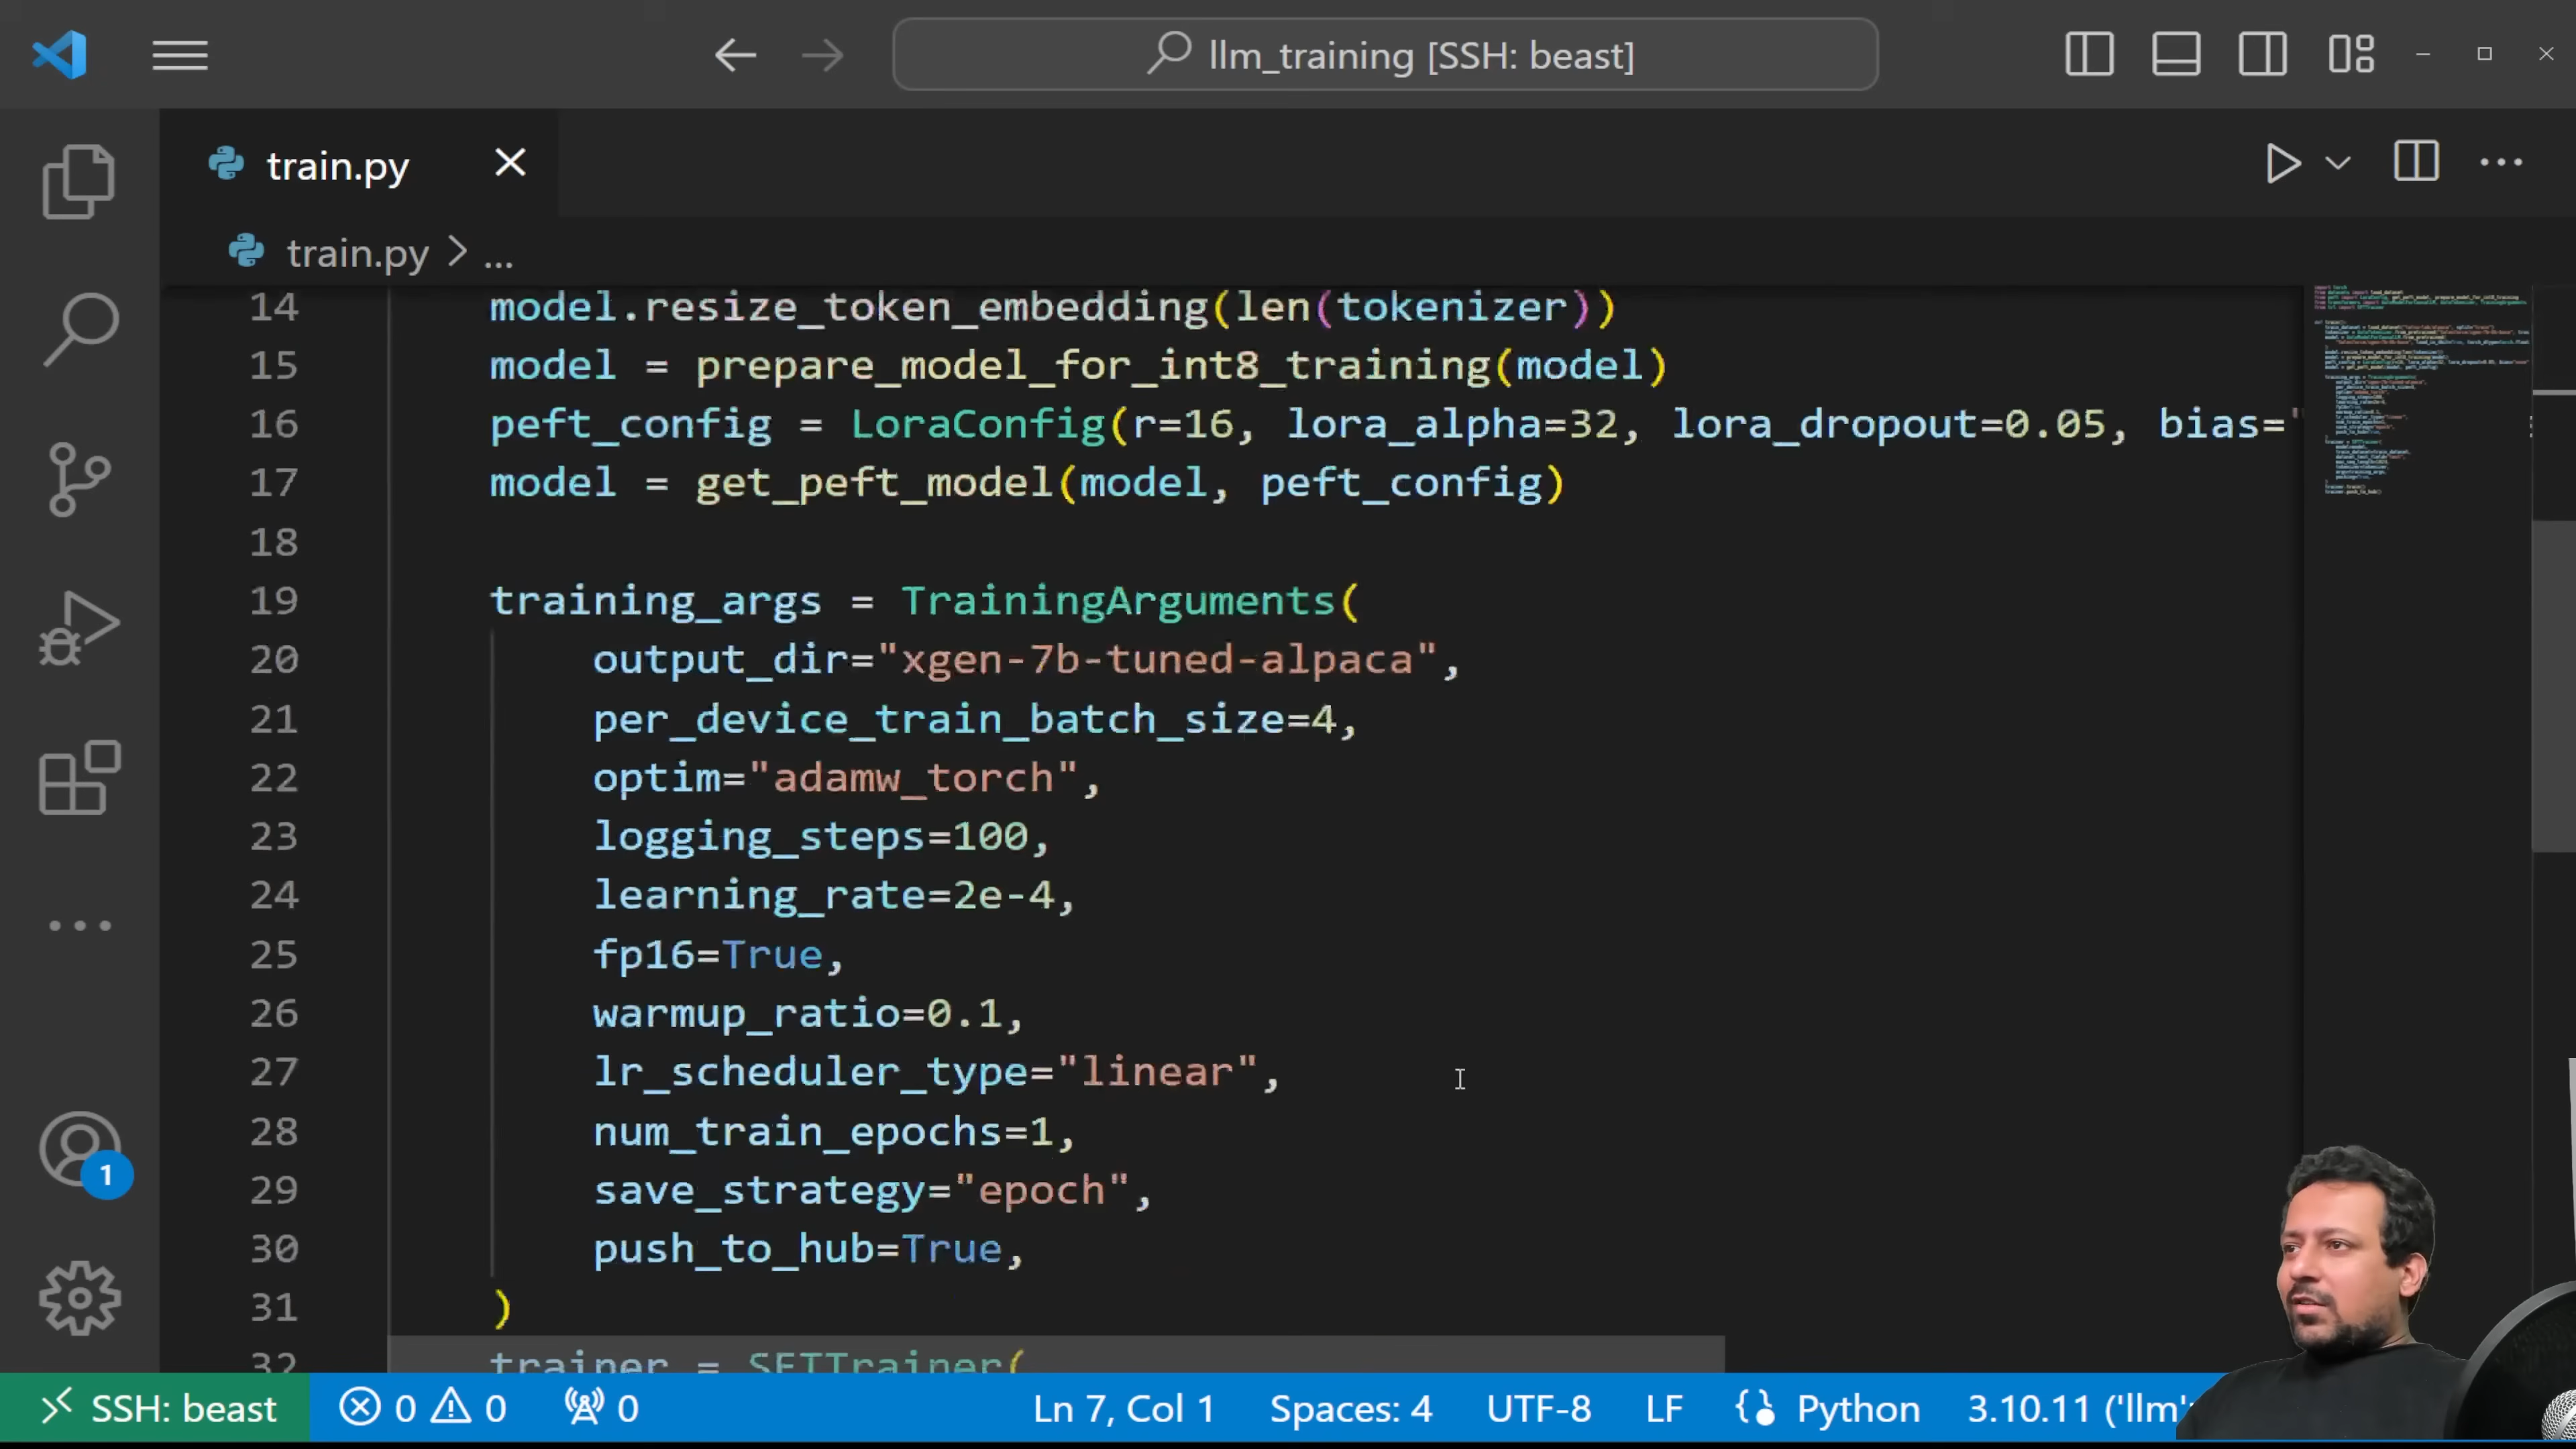 llm_training [SSH: beast]
train.py
train.py > ...
14 model.resize_token_embedding(len(tokenizer))
15 model = prepare_model_for_int8_training(model)
16 peft_config = LoraConfig(r=16, lora_alpha=32, lora_dropout=0.05, bias="
17 model = get_peft_model(model, peft_config)
18
19 training_args = TrainingArguments(
20 output_dir="xgen-7b-tuned-alpaca",
21 per_device_train_batch_size=4,
22 optim="adamw_torch",
23 logging_steps=100,
24 learning_rate=2e-4,
25 fp16=True,
26 warmup_ratio=0.1,
27 lr_scheduler_type="linear",
28 num_train_epochs=1,
29 save_strategy="epoch",
30 push_to_hub=True,
31 )
32 trainer = SFTTrainer(
1
SSH: beast 0 0 0 Ln 7, Col 1 Spaces: 4 UTF-8 LF Python 3.10.11 ('llm':